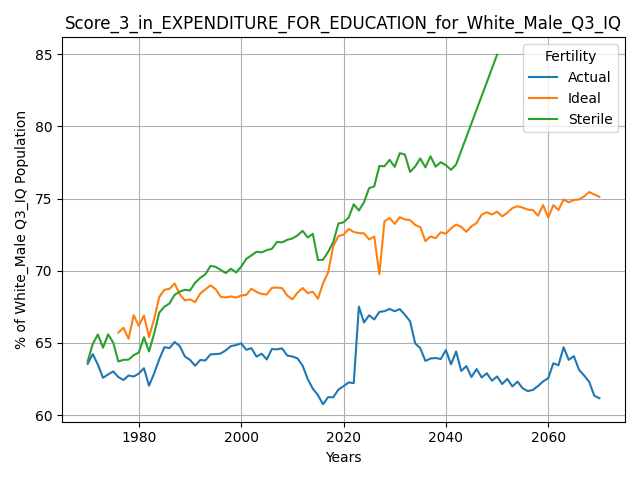 Score_3_in_EXPENDITURE_FOR_EDUCATION_for_White_Male_Q3_IQ
% of White_Male Q3_IQ Population
85
80
75
70
65
60
1980
2000
2020
2040
2060
Years
Fertility
Actual
Ideal
Sterile